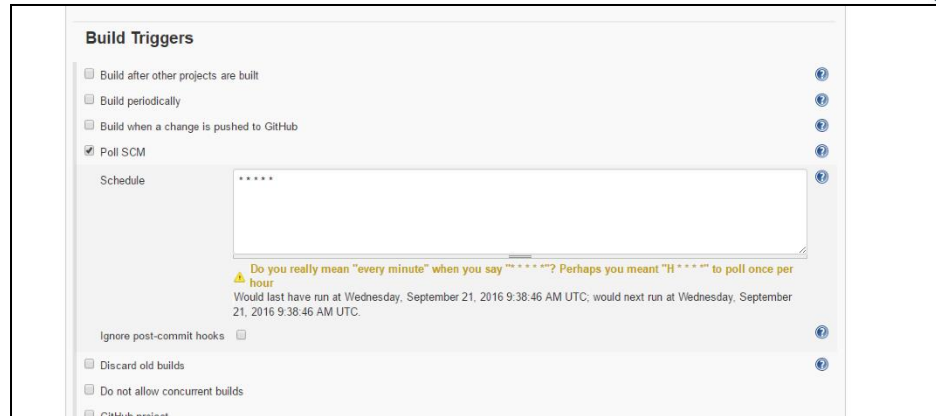 Build Triggers
Build after other projects are built
Build periodically
Build when a change is pushed to GitHub
Poll SCM
Schedule
* * * * *
Do you really mean "every minute" when you say "* * * * *"? Perhaps you meant "H * * * *" to poll once per
hour
Would last have run at Wednesday, September 21, 2016 9:38:46 AM UTC; would next run at Wednesday, September
21, 2016 9:38:46 AM UTC.
Ignore post-commit hooks
Discard old builds
Do not allow concurrent builds
GitHub project